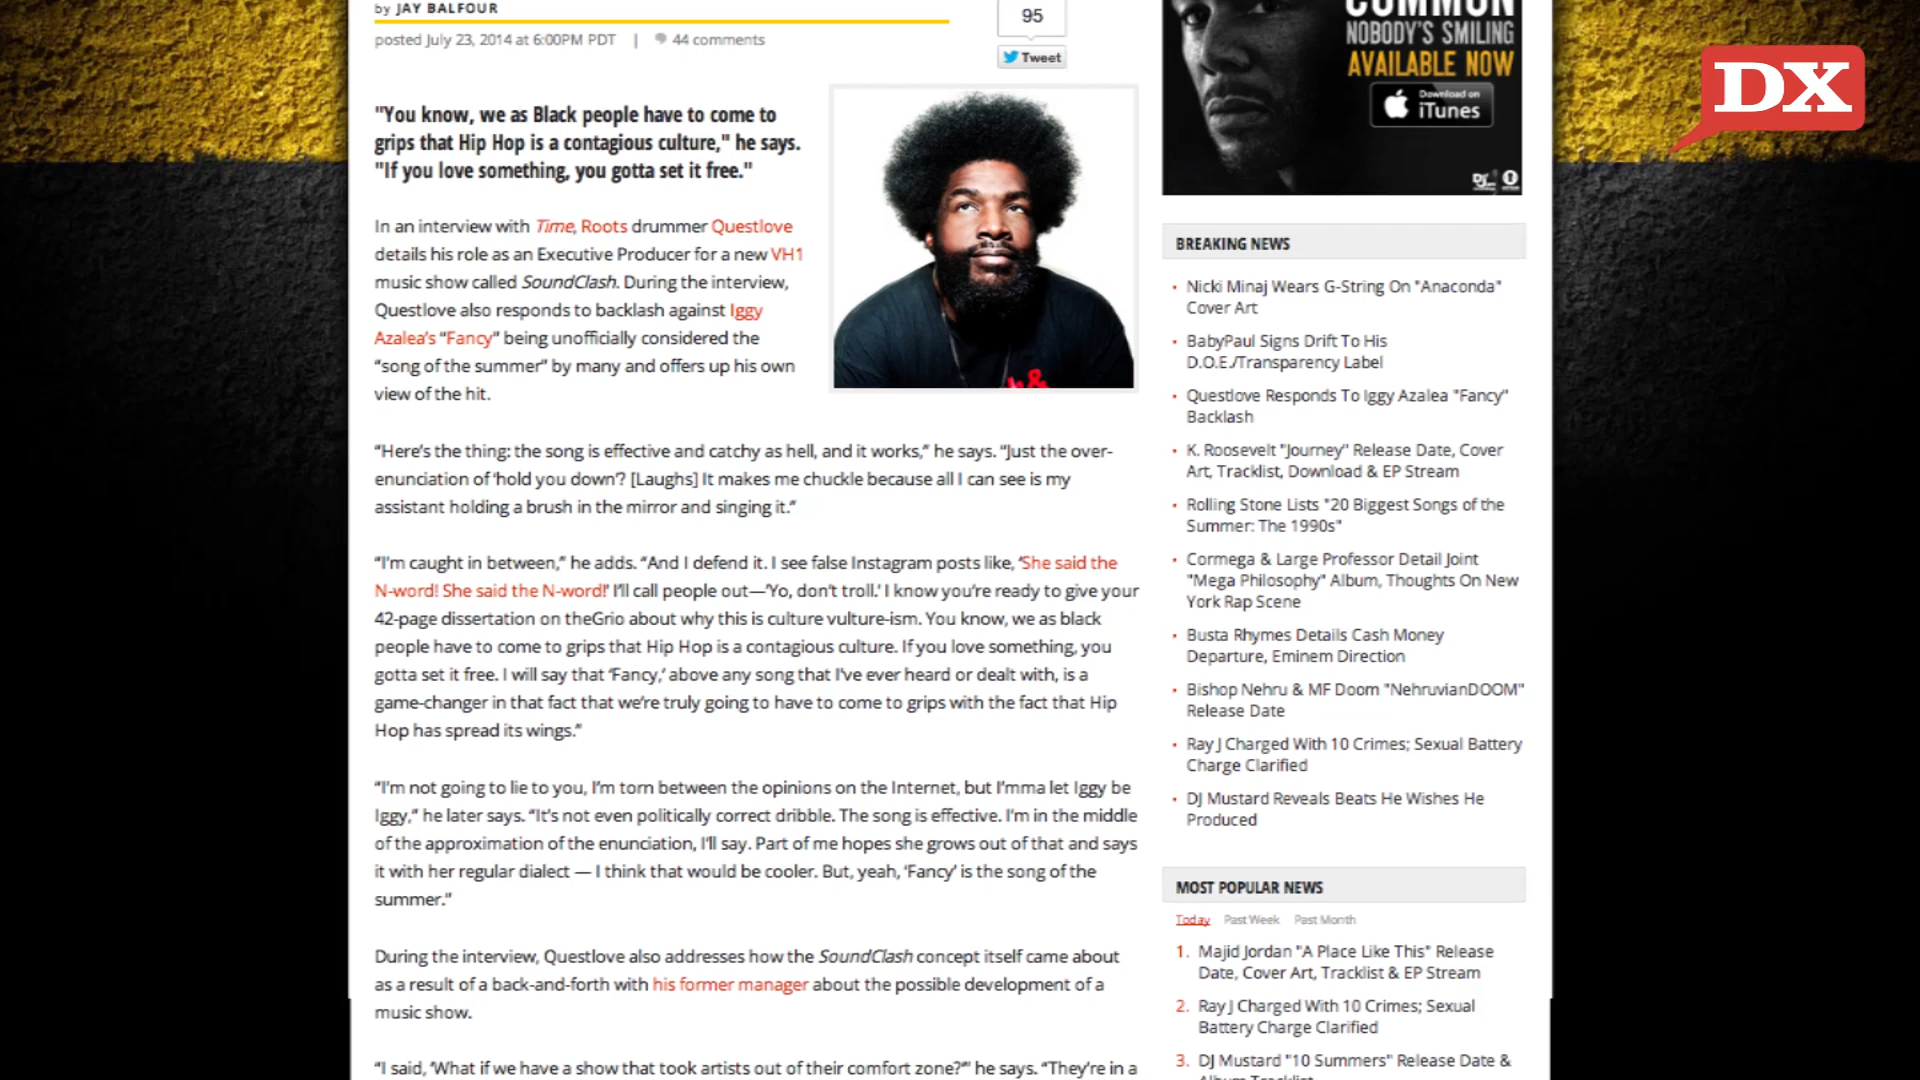 by JAY BALFOUR
posted July 23, 2014 at 6:00PM PDT | 44 comments
95
Tweet
"You know, we as Black people have to come to
grips that Hip Hop is a contagious culture," he says.
"If you love something, you gotta set it free."
In an interview with Time, Roots drummer Questlove
details his role as an Executive Producer for a new VH1
music show called SoundClash. During the interview,
Questlove also responds to backlash against Iggy
Azalea's "Fancy" being unofficially considered the
"song of the summer" by many and offers up his own
view of the hit.
"Here's the thing: the song is effective and catchy as hell, and it works," he says. "Just the over-
enunciation of 'hold you down'? [Laughs] It makes me chuckle because all I can see is my
assistant holding a brush in the mirror and singing it."
"I'm caught in between," he adds. "And I defend it. I see false Instagram posts like, 'She said the
N-word! She said the N-word!' I'll call people out—'Yo, don't troll.' I know you're ready to give your
42-page dissertation on theGrio about why this is culture vulture-ism. You know, we as black
people have to come to grips that Hip Hop is a contagious culture. If you love something, you
gotta set it free. I will say that 'Fancy,' above any song that I've ever heard or dealt with, is a
game-changer in that fact that we're truly going to have to come to grips with the fact that Hip
Hop has spread its wings."
"I'm not going to lie to you, I'm torn between the opinions on the Internet, but I'mma let Iggy be
Iggy," he later says. "It's not even politically correct dribble. The song is effective. I'm in the middle
of the approximation of the enunciation, I'll say. Part of me hopes she grows out of that and says
it with her regular dialect — I think that would be cooler. But, yeah, 'Fancy' is the song of the
summer."
During the interview, Questlove also addresses how the SoundClash concept itself came about
as a result of a back-and-forth with his former manager about the possible development of a
music show.
"I said, 'What if we have a show that took artists out of their comfort zone?'" he says. "They're in a
COMMON
NOBODY'S SMILING
AVAILABLE NOW
Download on
iTunes
Def
DX
BREAKING NEWS
Nicki Minaj Wears G-String On "Anaconda"
Cover Art
BabyPaul Signs Drift To His
D.O.E./Transparency Label
Questlove Responds To Iggy Azalea "Fancy"
Backlash
K. Roosevelt "Journey" Release Date, Cover
Art, Tracklist, Download & EP Stream
Rolling Stone Lists "20 Biggest Songs of the
Summer: The 1990s"
Cormega & Large Professor Detail Joint
"Mega Philosophy" Album, Thoughts On New
York Rap Scene
Busta Rhymes Details Cash Money
Departure, Eminem Direction
Bishop Nehru & MF Doom "NehruvianDOOM"
Release Date
Ray J Charged With 10 Crimes; Sexual Battery
Charge Clarified
DJ Mustard Reveals Beats He Wishes He
Produced
MOST POPULAR NEWS
Today Past Week Past Month
1. Majid Jordan "A Place Like This" Release
Date, Cover Art, Tracklist & EP Stream
2. Ray J Charged With 10 Crimes; Sexual
Battery Charge Clarified
3. DJ Mustard "10 Summers" Release Date &
Album Tracklist